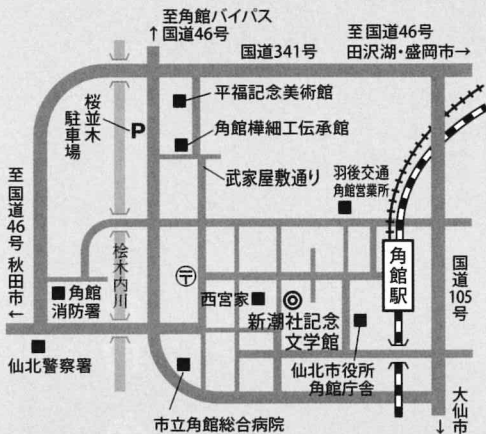 至角館バイパス
↑国道46号
至国道46号
田沢湖・盛岡市→
国道341号
平福記念美術館
桜並木
駐車場
P
角館樺細工伝承館
武家屋敷通り
羽後交通
角館営業所
至国道
46号
秋田市
←
桧木内川
〒
角館駅
国道
105号
角館
消防署
西宮家
新潮社記念
文学館
仙北警察署
仙北市役所
角館庁舎
市立角館総合病院
大仙市
↓